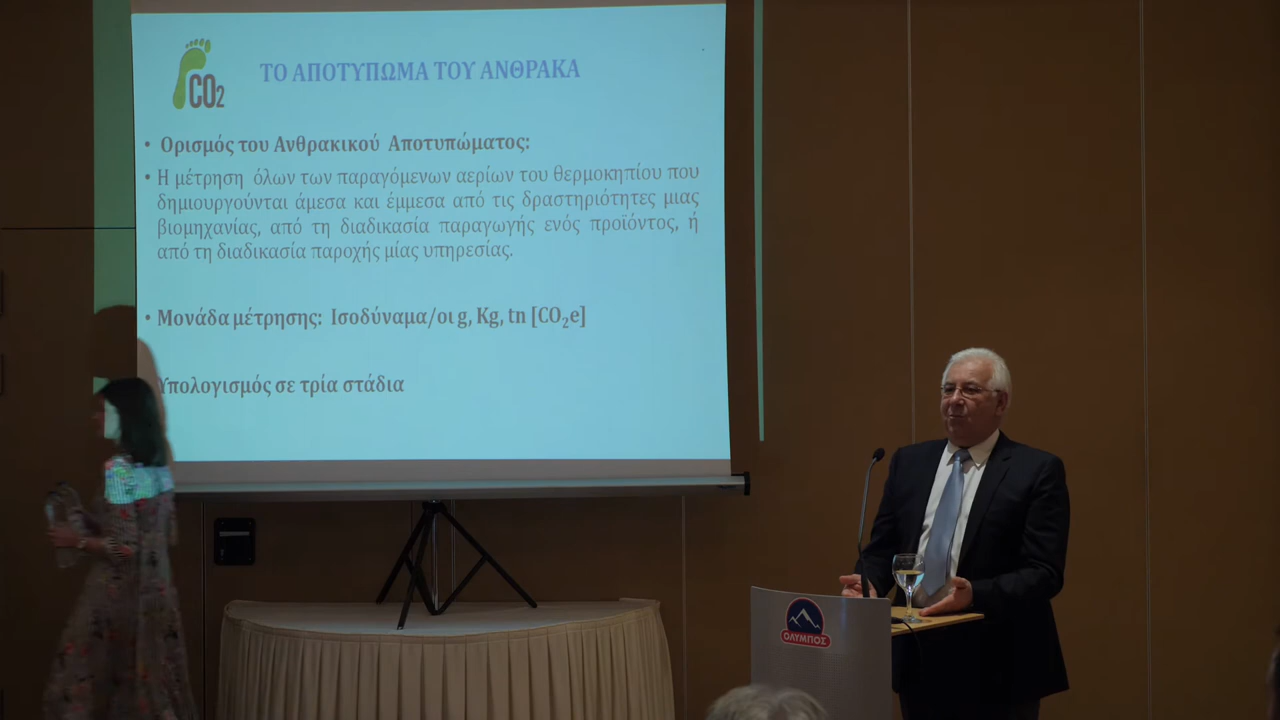 CO2
ΤΟ ΑΠΟΤΥΠΩΜΑ ΤΟΥ ΑΝΘΡΑΚΑ
• Ορισμός του Ανθρακικού Αποτυπώματος:
• Η μέτρηση όλων των παραγόμενων αερίων του θερμοκηπίου που
δημιουργούνται άμεσα και έμμεσα από τις δραστηριότητες μιας
βιομηχανίας, από τη διαδικασία παραγωγής ενός προϊόντος, ή
από τη διαδικασία παροχής μίας υπηρεσίας.
• Μονάδα μέτρησης: Ισοδύναμα/οι g, Kg, tn [CO₂e]
Υπολογισμός σε τρία στάδια
ΟΛΥΜΠΟΣ